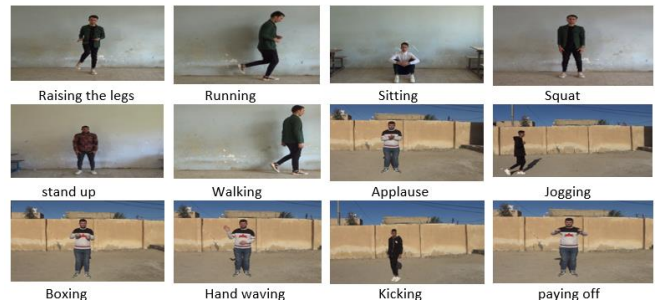 Raising the legs
Running
Sitting
Squat
stand up
Walking
Applause
Jogging
Boxing
Hand waving
Kicking
paying off